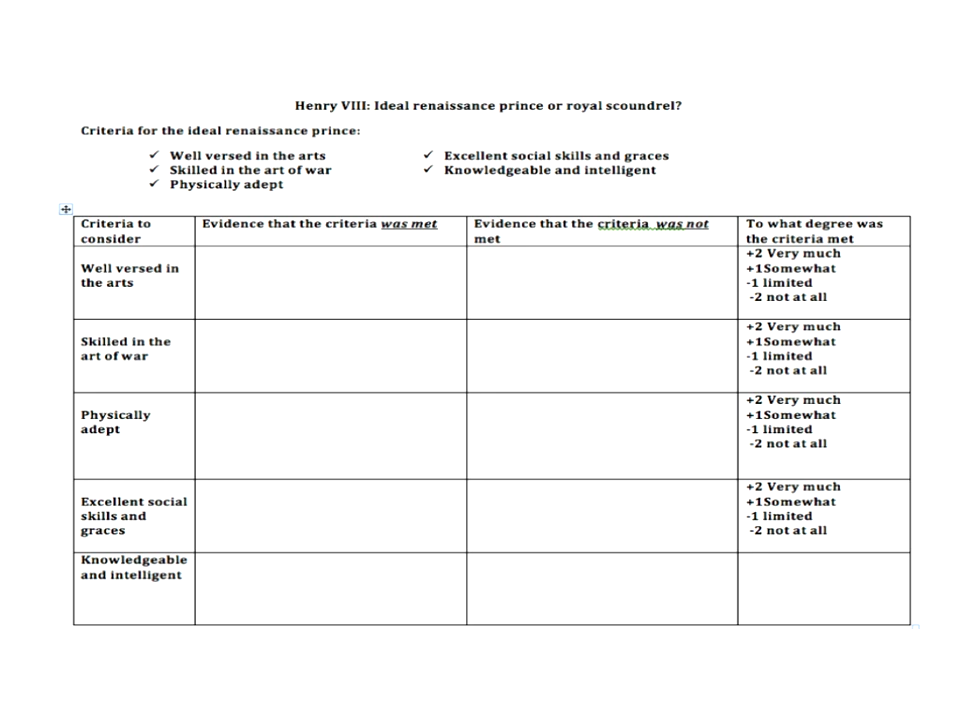 Henry VIII: Ideal renaissance prince or royal scoundrel?
Criteria for the ideal renaissance prince:
✓ Well versed in the arts
✓ Skilled in the art of war
✓ Physically adept
✓ Excellent social skills and graces
✓ Knowledgeable and intelligent
Criteria to
consider
Evidence that the criteria was met
Evidence that the criteria was not
met
To what degree was
the criteria met
Well versed in
the arts
+2 Very much
+1Somewhat
-1 limited
-2 not at all
Skilled in the
art of war
+2 Very much
+1Somewhat
-1 limited
-2 not at all
Physically
adept
+2 Very much
+1Somewhat
-1 limited
-2 not at all
Excellent social
skills and
graces
+2 Very much
+1Somewhat
-1 limited
-2 not at all
Knowledgeable
and intelligent